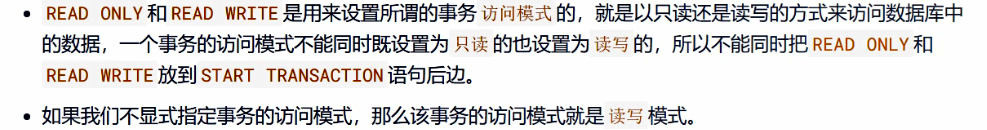 • READ ONLY 和 READ WRITE 是用来设置所谓的事务 访问模式 的，就是以只读还是读写的方式来访问数据库中
的数据，一个事务的访问模式不能同时既设置为 只读 的也设置为 读写 的，所以不能同时把 READ ONLY 和
READ WRITE 放到 START TRANSACTION 语句后边。
• 如果我们不显式指定事务的访问模式，那么该事务的访问模式就是 读写 模式。